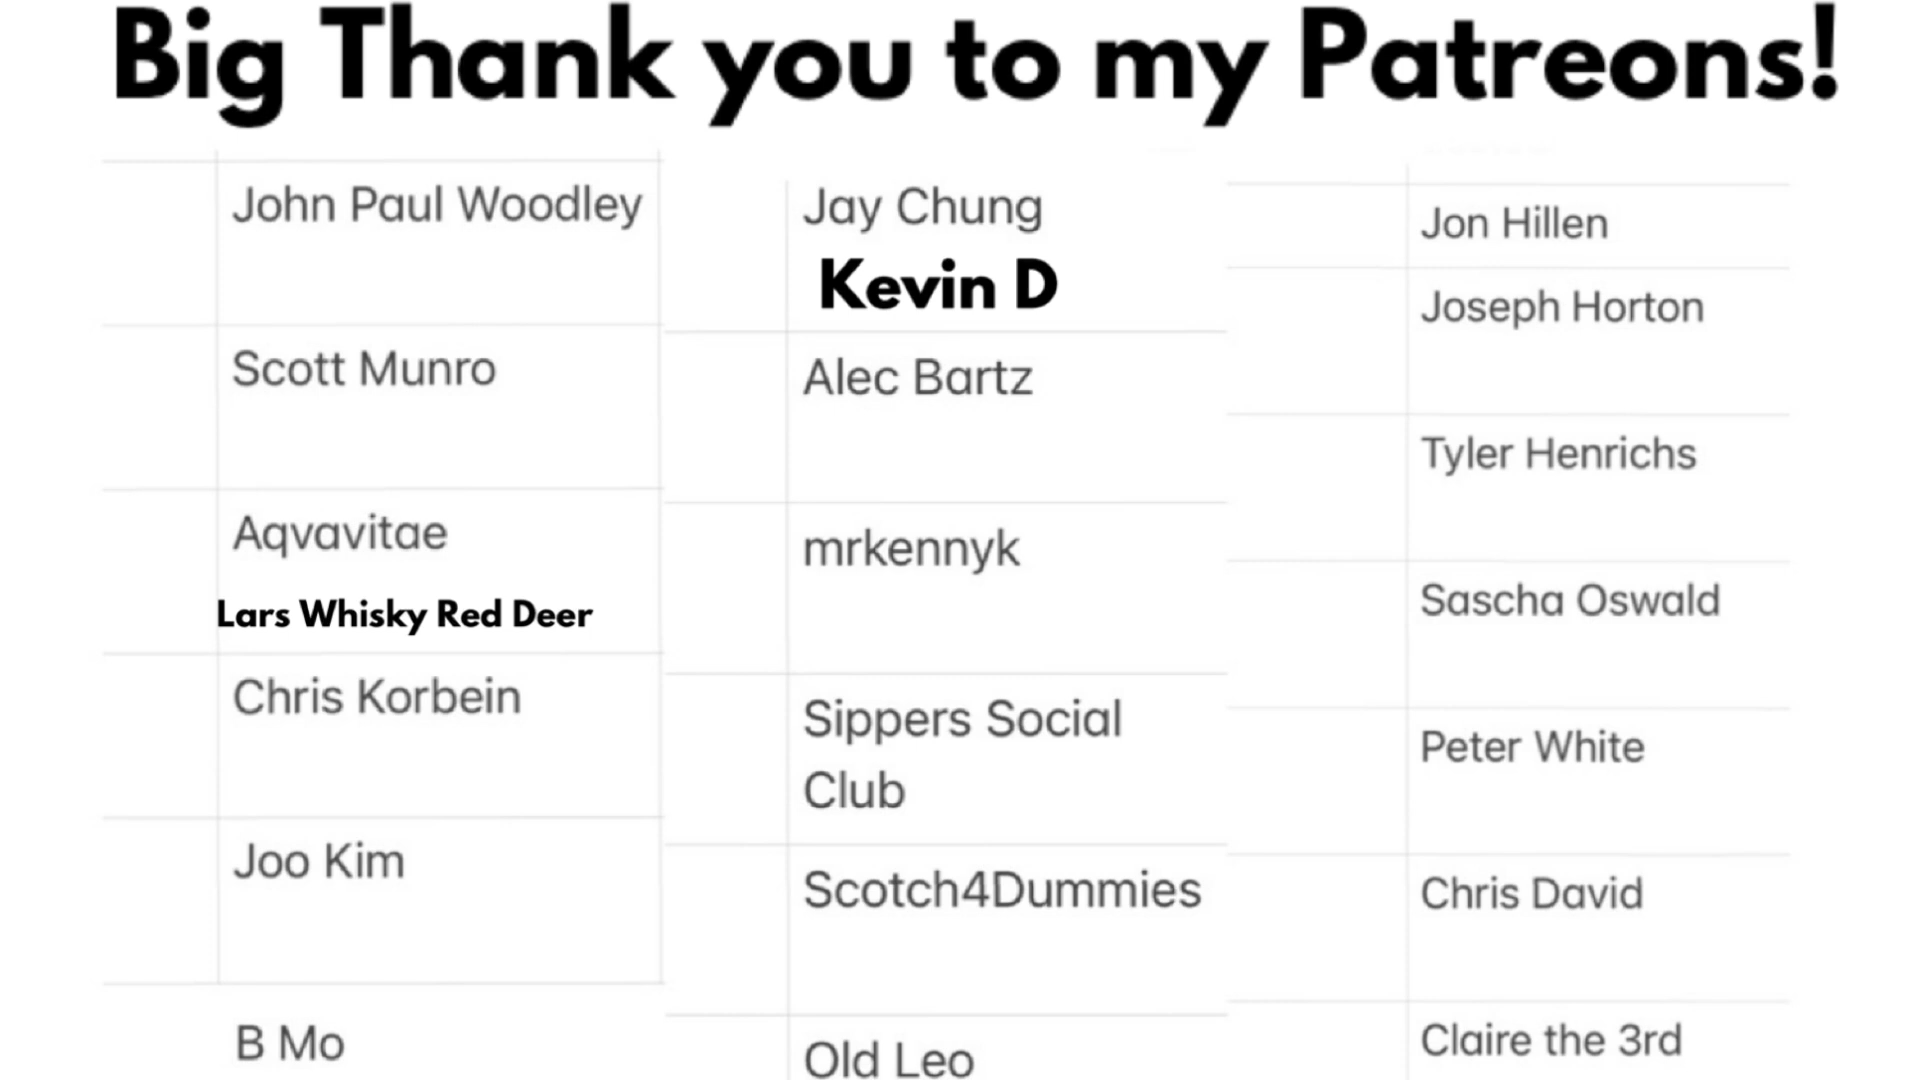 Big Thank you to my Patreons!
John Paul Woodley
Scott Munro
Aqvavitae
Lars Whisky Red Deer
Chris Korbein
Joo Kim
B Mo
Jay Chung
Kevin D
Alec Bartz
mrkennyk
Sippers Social
Club
Scotch4Dummies
Old Leo
Jon Hillen
Joseph Horton
Tyler Henrichs
Sascha Oswald
Peter White
Chris David
Claire the 3rd